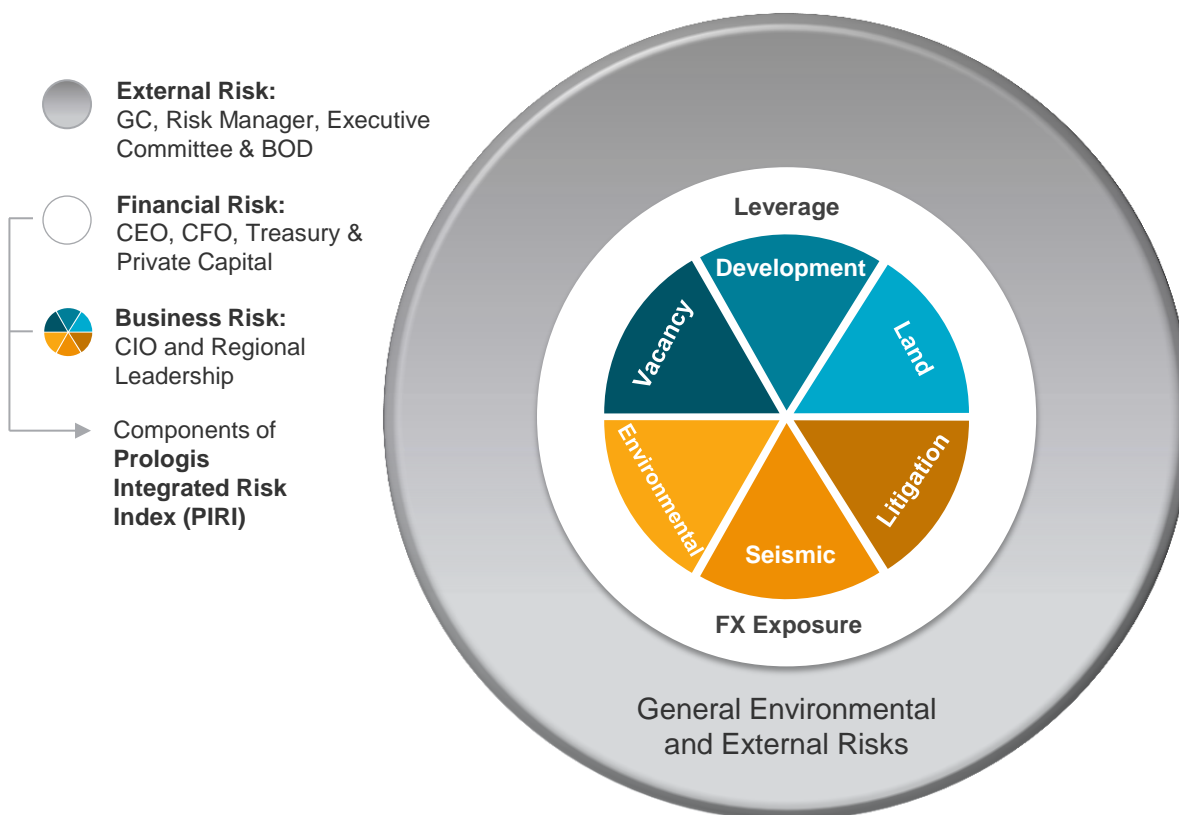 External Risk:
GC, Risk Manager, Executive
Committee & BOD
Financial Risk:
CEO, CFO, Treasury &
Private Capital
Business Risk:
CIO and Regional
Leadership
Components of
Prologis
Integrated Risk
Index (PIRI)
Leverage
Development
Vacancy
Land
Environmental
Litigation
Seismic
FX Exposure
General Environmental
and External Risks